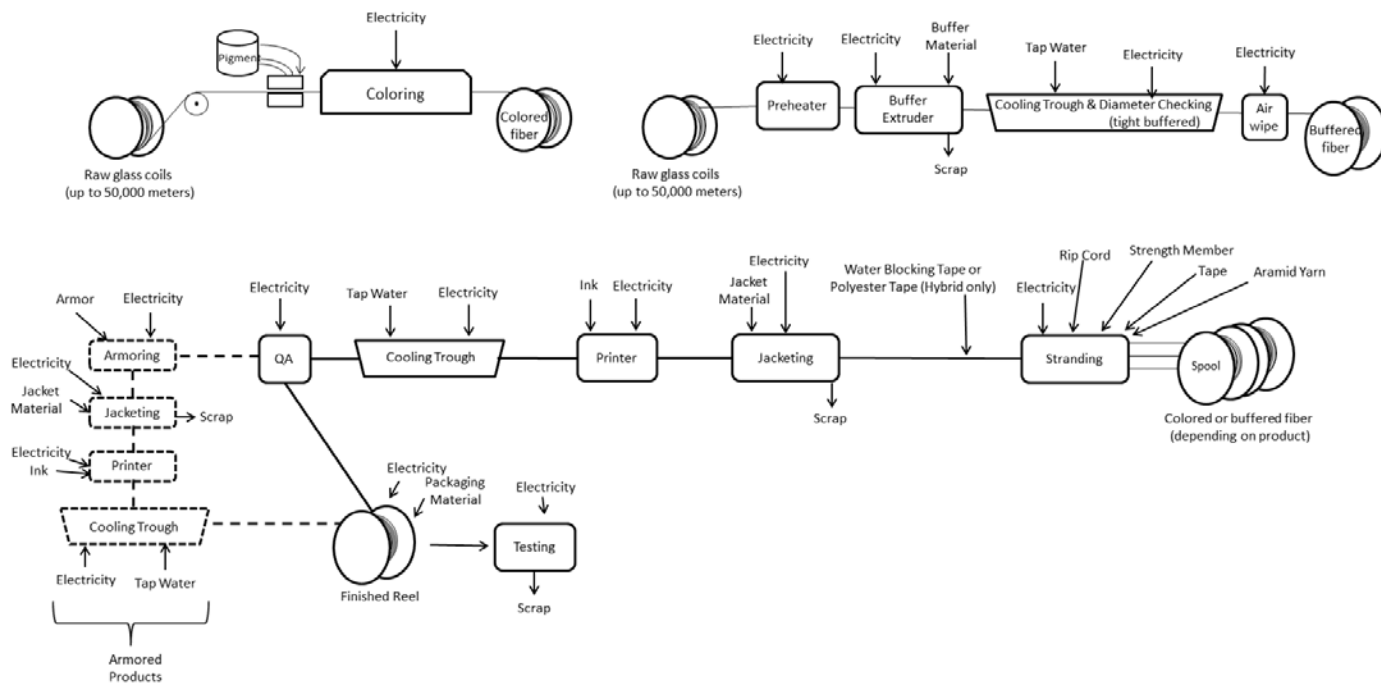 Electricity
Pigment
Coloring
Colored
fiber
Raw glass coils
(up to 50,000 meters)
Electricity
Electricity
Buffer
Material
Tap Water
Electricity
Electricity
Preheater
Buffer
Extruder
Cooling Trough & Diameter Checking
(tight buffered)
Air
wipe
Buffered
fiber
Scrap
Raw glass coils
(up to 50,000 meters)
Armor
Electricity
Electricity
Tap Water
Electricity
Ink
Electricity
Jacket
Material
Electricity
Water Blocking Tape or
Polyester Tape (Hybrid only)
Electricity
Rip Cord
Strength Member
Tape
Aramid Yarn
Armoring
QA
Cooling Trough
Printer
Jacketing
Stranding
Spool
Electricity
Jacket
Material
Jacketing
Scrap
Scrap
Colored or buffered fiber
(depending on product)
Electricity
Ink
Printer
Electricity
Packaging
Material
Electricity
Cooling Trough
Testing
Electricity
Tap Water
Finished Reel
Scrap
Armored
Products